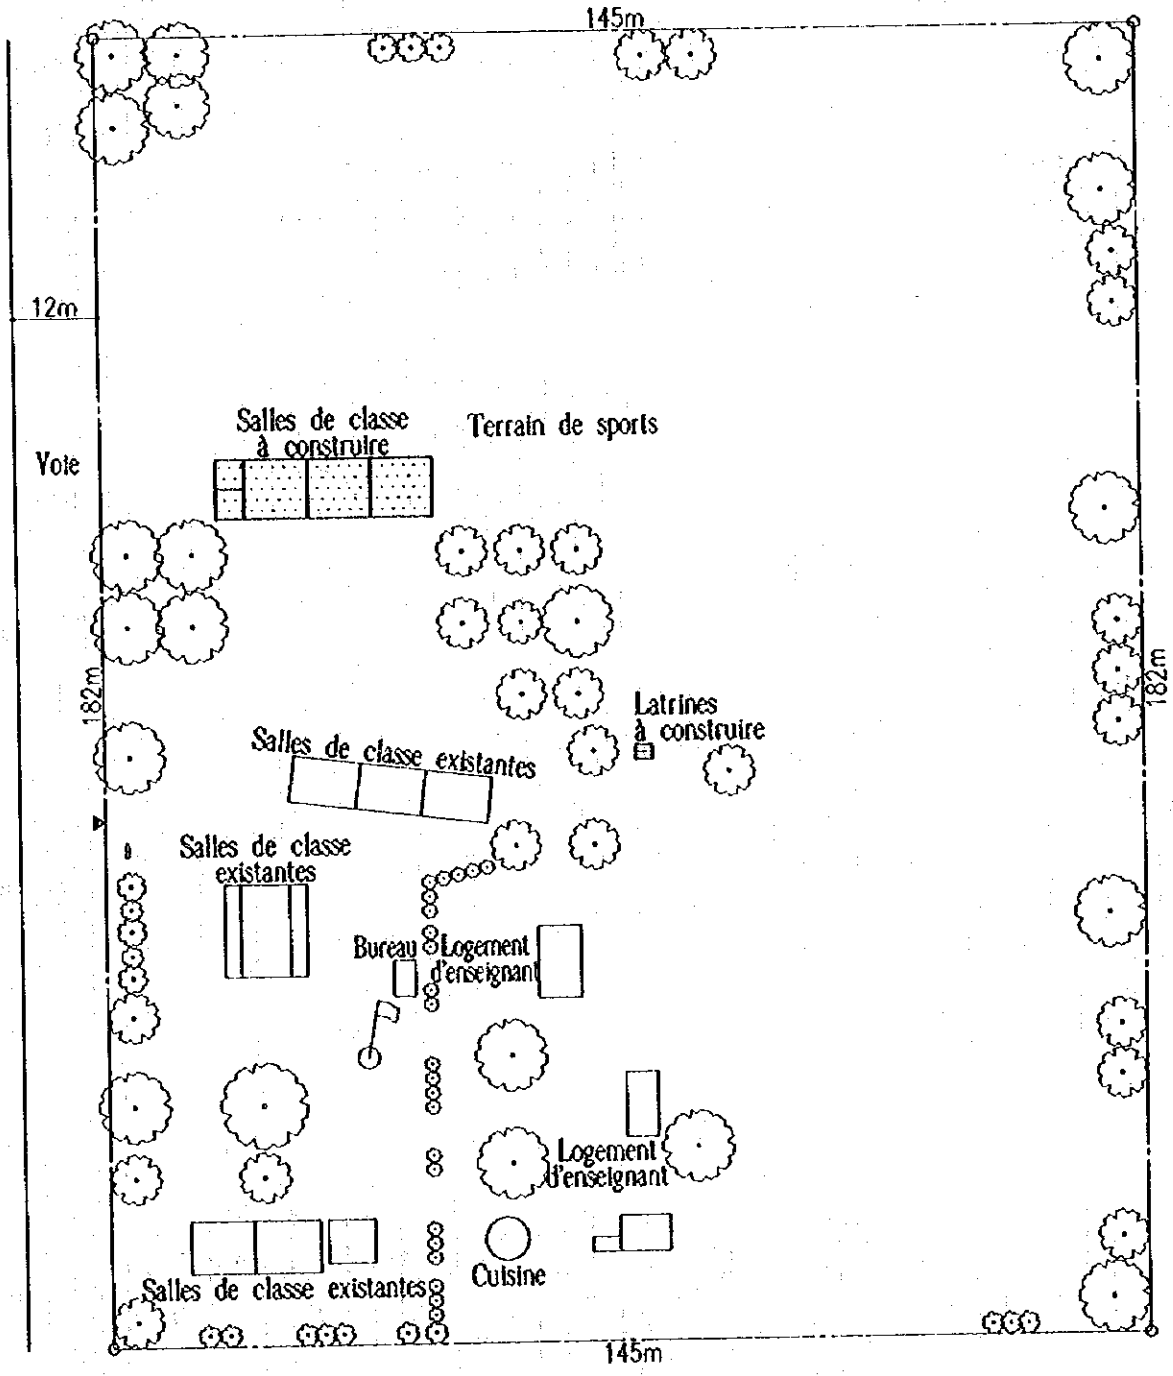 145m
12m
Salles de classe
à construire
Terrain de sports
Voie
182m
182m
Latrines
à construire
Salles de classe existantes
Salles de classe
existantes
Bureau
Logement
d'enseignant
Logement
d'enseignant
Cuisine
Salles de classe existantes
145m